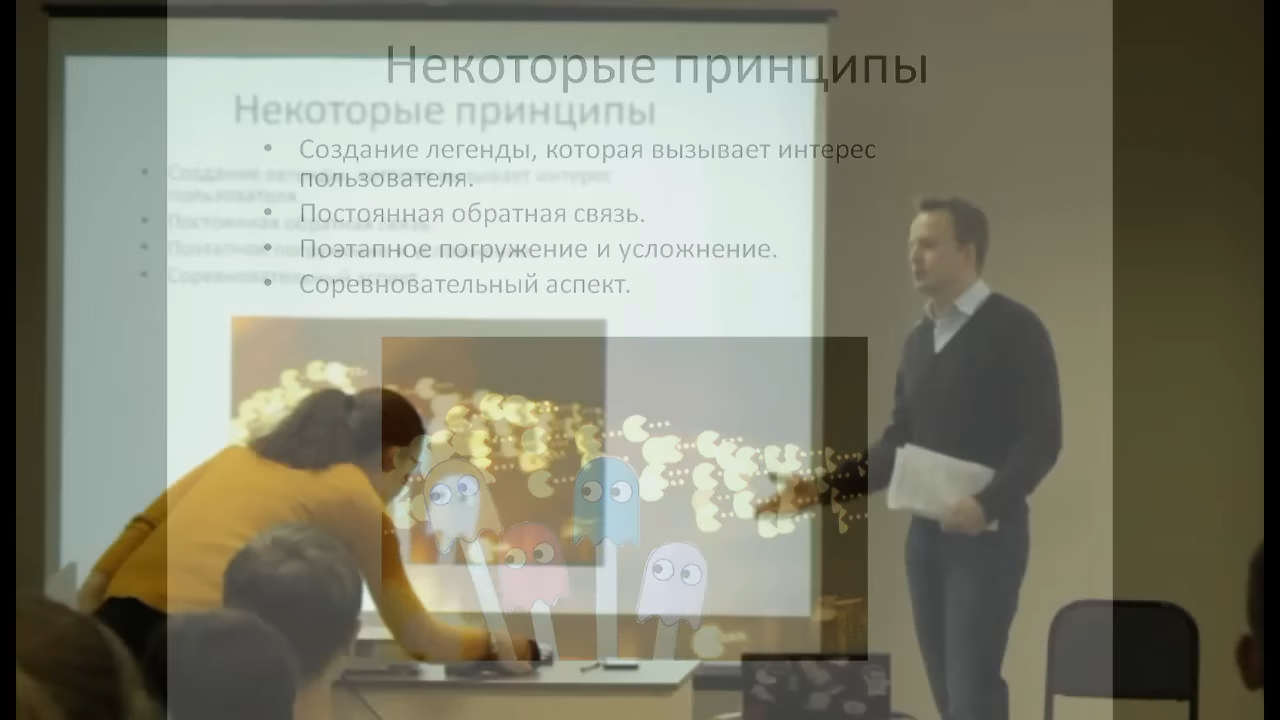 Некоторые принципы
Некоторые принципы
• Создание легенды, которая вызывает интерес
пользователя.
• Постоянная обратная связь.
• Поэтапное погружение и усложнение.
• Соревновательный аспект.